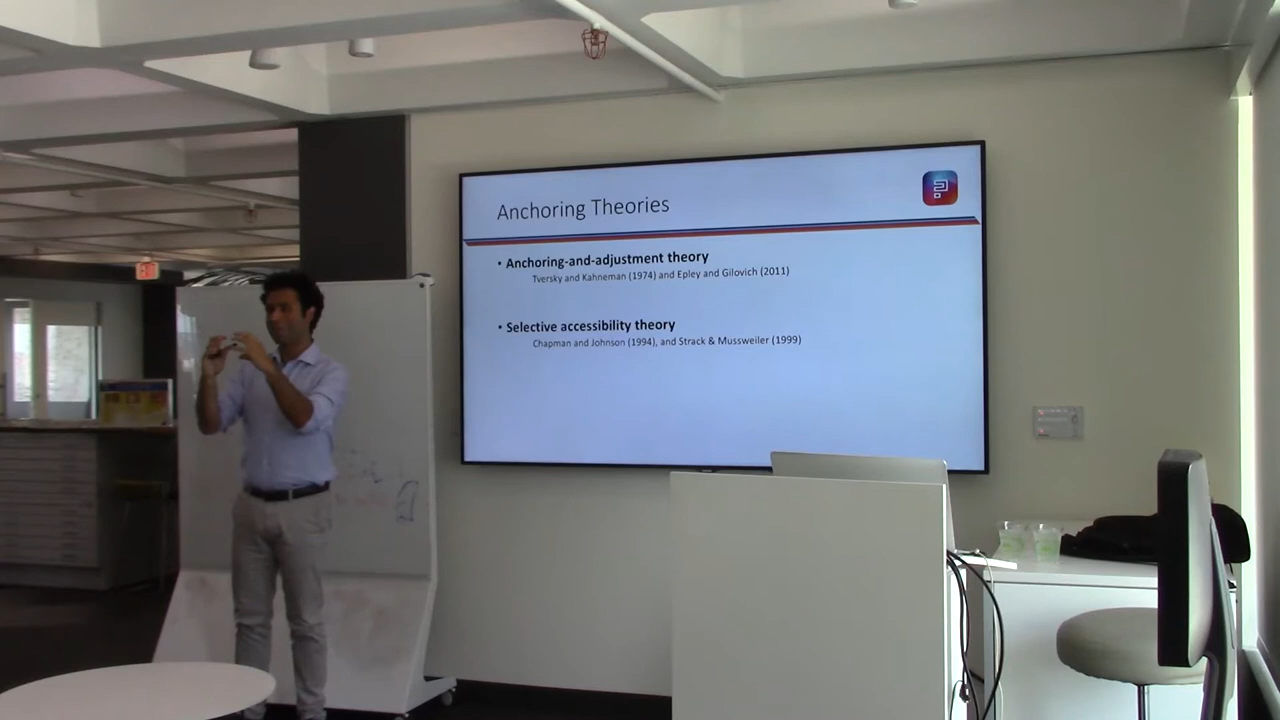 Anchoring Theories
• Anchoring-and-adjustment theory
Tversky and Kahneman (1974) and Epley and Gilovich (2011)
• Selective accessibility theory
Chapman and Johnson (1994), and Strack & Mussweiler (1999)